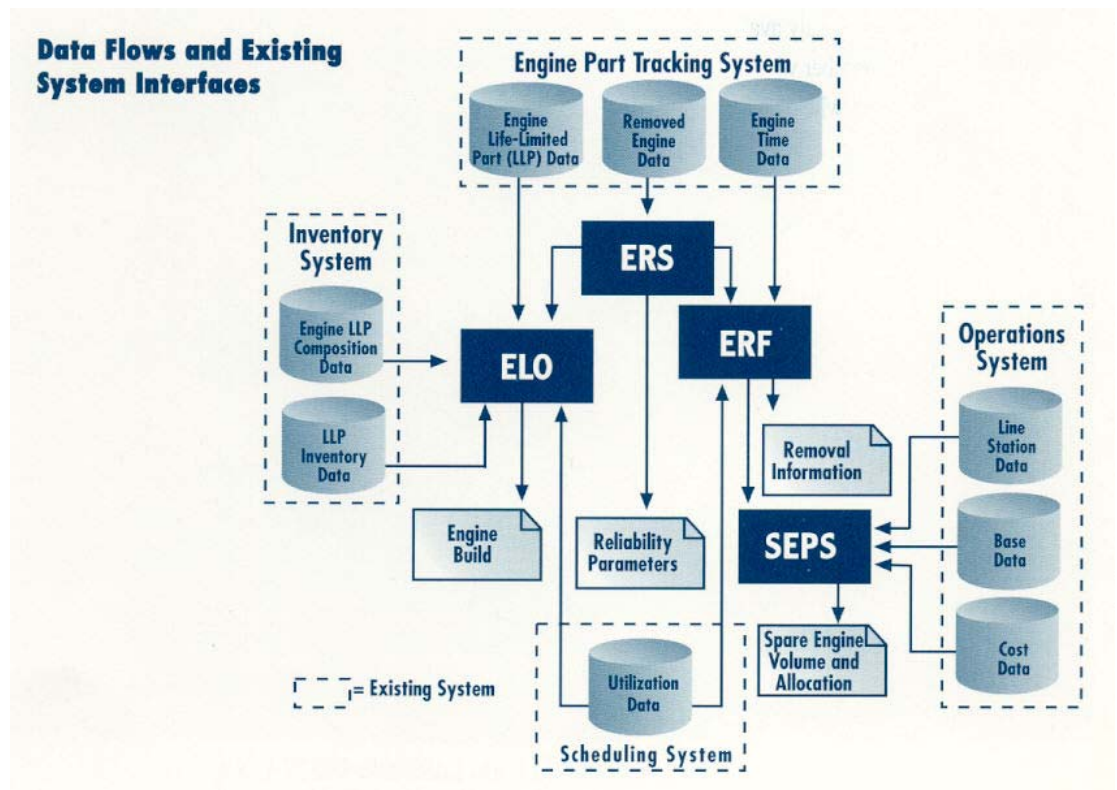 Data Flows and Existing
System Interfaces
Engine Part Tracking System
Engine
Life-Limited
Part (LLP) Data
Removed
Engine
Data
Engine
Time
Data
Inventory
System
ERS
Engine LLP
Composition
Data
ELO
ERF
Operations
System
LLP
Inventory
Data
Line
Station
Data
Removal
Information
Engine
Build
Reliability
Parameters
SEPS
Base
Data
Spare Engine
Volume and
Allocation
Cost
Data
= Existing System
Utilization
Data
Scheduling System